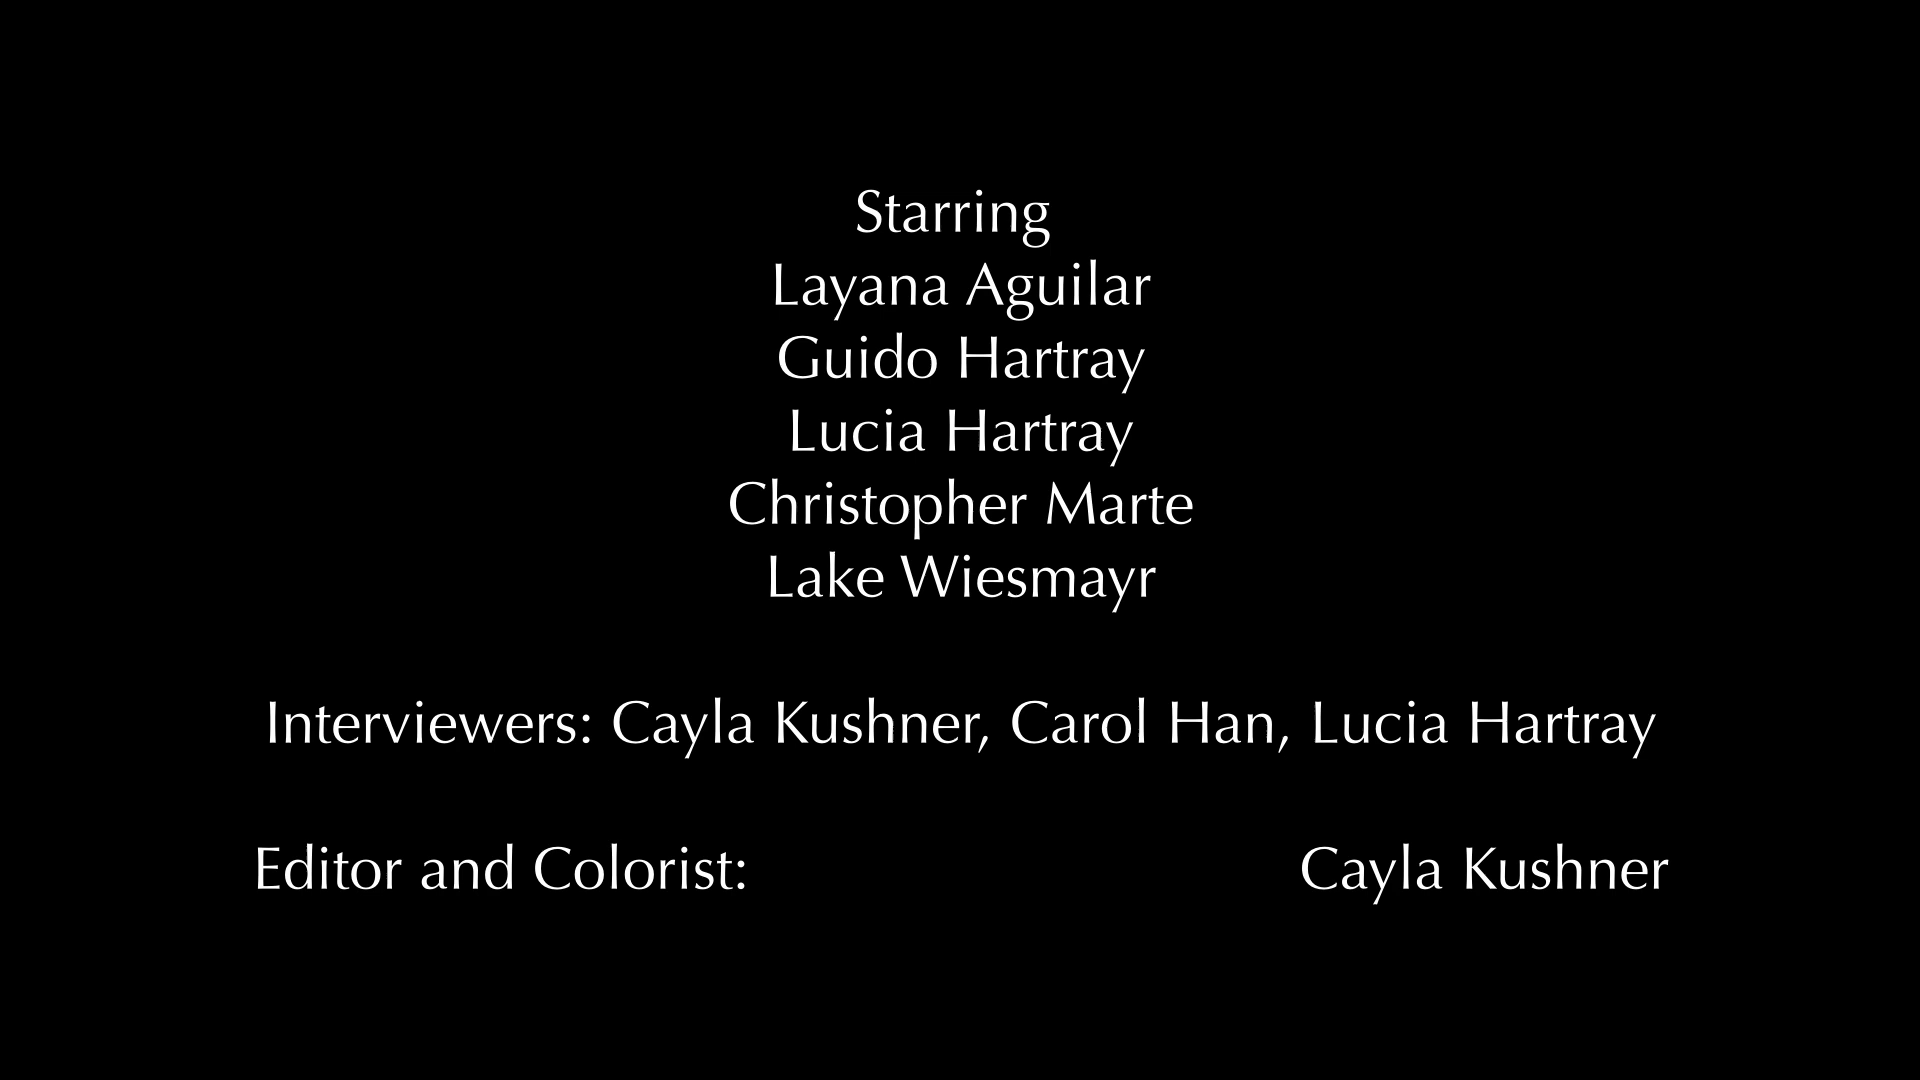 Starring
Layana Aguilar
Guido Hartray
Lucia Hartray
Christopher Marte
Lake Wiesmayr
Interviewers: Cayla Kushner, Carol Han, Lucia Hartray
Editor and Colorist: Cayla Kushner